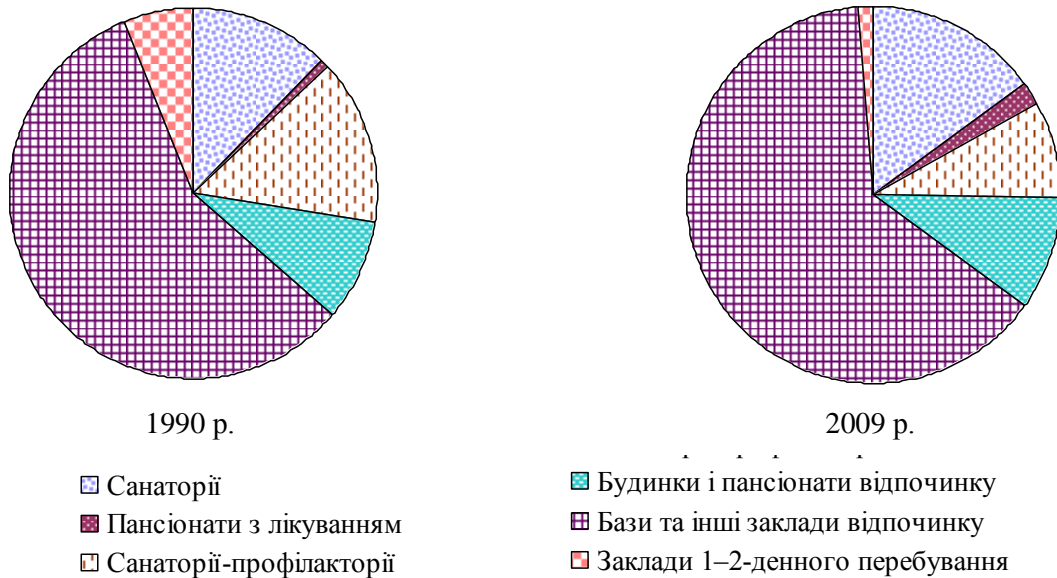 1990 р.
2009 р.
Санаторії
Пансіонати з лікуванням
Санаторії-профілакторії
Будинки і пансіонати відпочинку
Бази та інші заклади відпочинку
Заклади 1–2-денного перебування